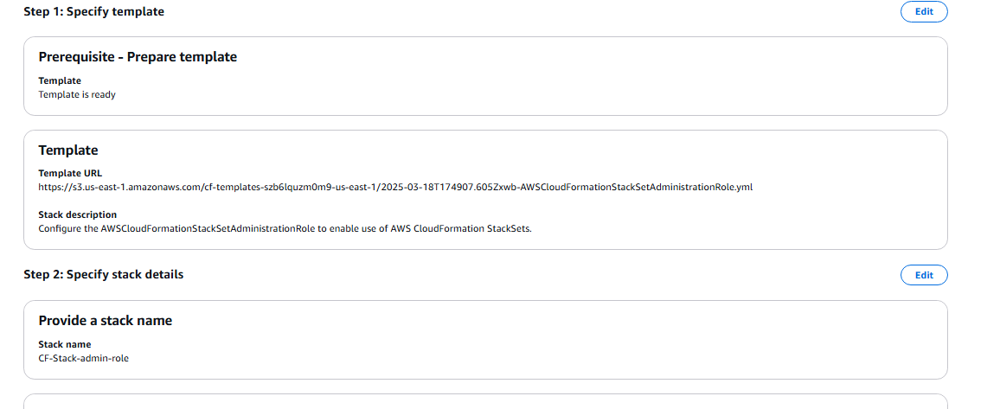 Step 1: Specify template
Edit
Prerequisite - Prepare template
Template
Template is ready
Template
Template URL
https://s3.us-east-1.amazonaws.com/cf-templates-szb6lquzm0m9-us-east-1/2025-03-18T174907.605Zxwb-AWSCloudFormationStackSetAdministrationRole.yml
Stack description
Configure the AWSCloudFormationStackSetAdministrationRole to enable use of AWS CloudFormation StackSets.
Step 2: Specify stack details
Edit
Provide a stack name
Stack name
CF-Stack-admin-role